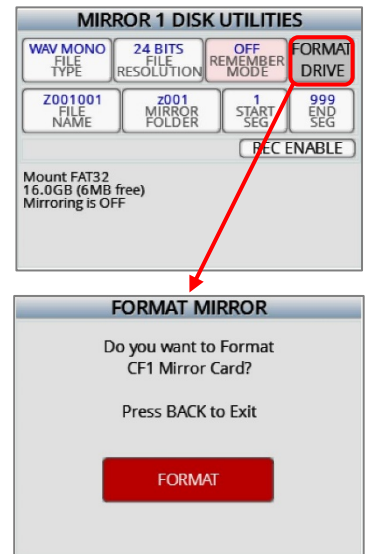 MIRROR 1 DISK UTILITIES
WAV MONO 24 BITS OFF FORMAT
FILE FILE REMEMBER DRIVE
TYPE RESOLUTION MODE
Z001001 z001 1 999
FILE MIRROR START END
NAME FOLDER SEG SEG
REC ENABLE
Mount FAT32
16.0GB (6MB free)
Mirroring is OFF
FORMAT MIRROR
Do you want to Format
CF1 Mirror Card?
Press BACK to Exit
FORMAT